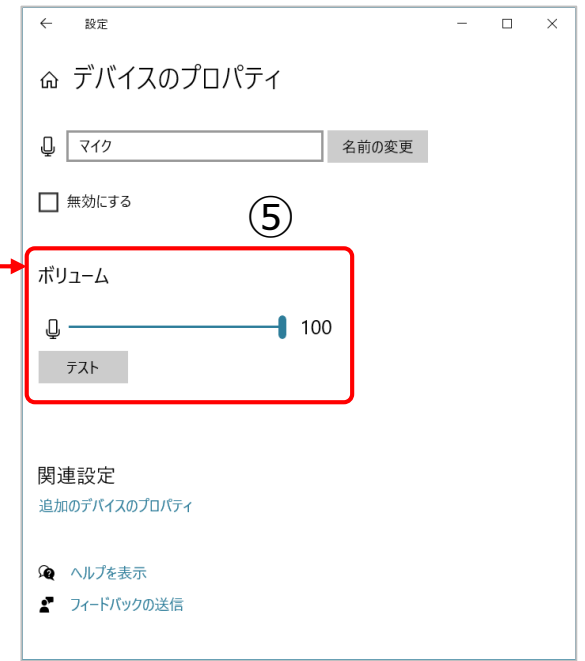 設定
デバイスのプロパティ
マイク
名前の変更
無効にする
⑤
ボリューム
100
テスト
関連設定
追加のデバイスのプロパティ
ヘルプを表示
フィードバックの送信